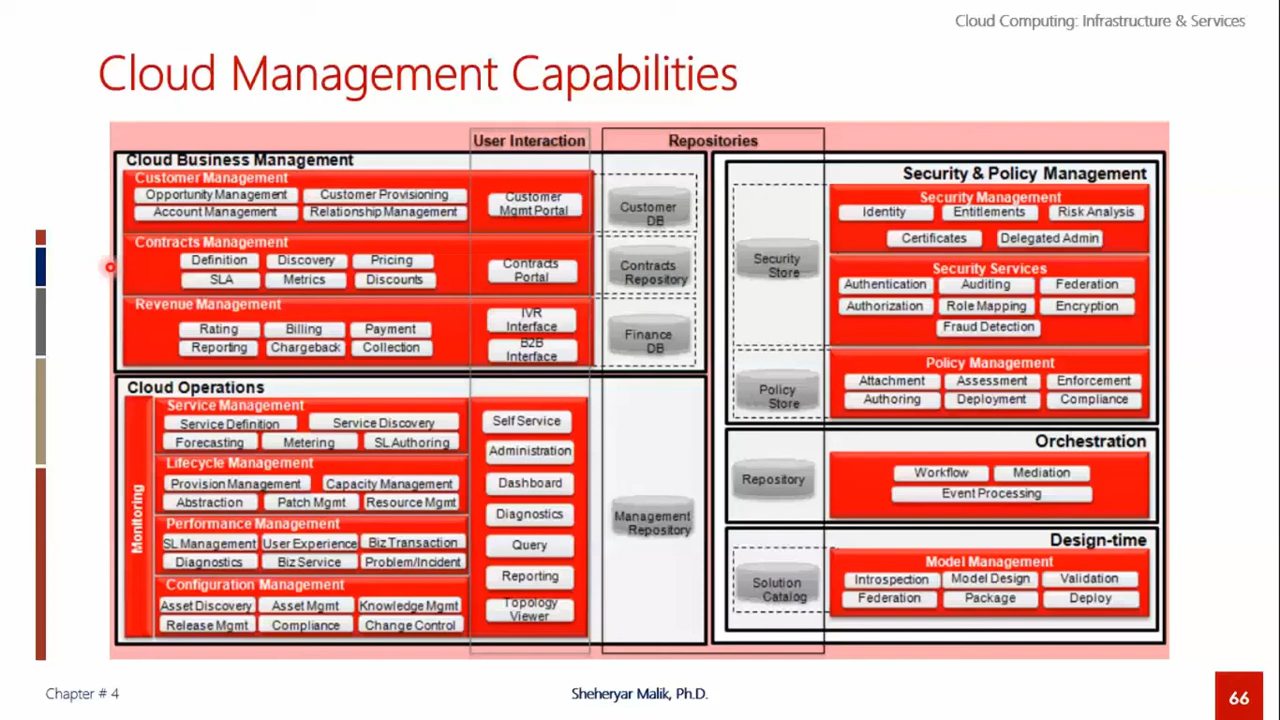 Cloud Computing: Infrastructure & Services
Cloud Management Capabilities
User Interaction
Repositories
Cloud Business Management
Customer Management
Opportunity Management
Customer Provisioning
Account Management
Relationship Management
Customer
Mgmt Portal
Customer
DB
Contracts Management
Definition
Discovery
Pricing
SLA
Metrics
Discounts
Contracts
Portal
Contracts
Repository
Revenue Management
Rating
Billing
Payment
Reporting
Chargeback
Collection
IVR
Interface
B2B
Interface
Finance
DB
Cloud Operations
Monitoring
Service Management
Service Definition
Service Discovery
Forecasting
Metering
SL Authoring
Lifecycle Management
Provision Management
Capacity Management
Abstraction
Patch Mgmt
Resource Mgmt
Performance Management
SL Management
User Experience
Biz Transaction
Diagnostics
Biz Service
Problem/Incident
Configuration Management
Asset Discovery
Asset Mgmt
Knowledge Mgmt
Release Mgmt
Compliance
Change Control
Self Service
Administration
Dashboard
Diagnostics
Query
Reporting
Topology
Viewer
Management
Repository
Security & Policy Management
Security Management
Identity
Entitlements
Risk Analysis
Certificates
Delegated Admin
Security
Store
Security Services
Authentication
Auditing
Federation
Authorization
Role Mapping
Encryption
Fraud Detection
Policy Management
Attachment
Assessment
Enforcement
Authoring
Deployment
Compliance
Policy
Store
Orchestration
Repository
Workflow
Mediation
Event Processing
Design-time
Model Management
Introspection
Model Design
Validation
Federation
Package
Deploy
Solution
Catalog
Chapter # 4
Sheheryar Malik, Ph.D.
66